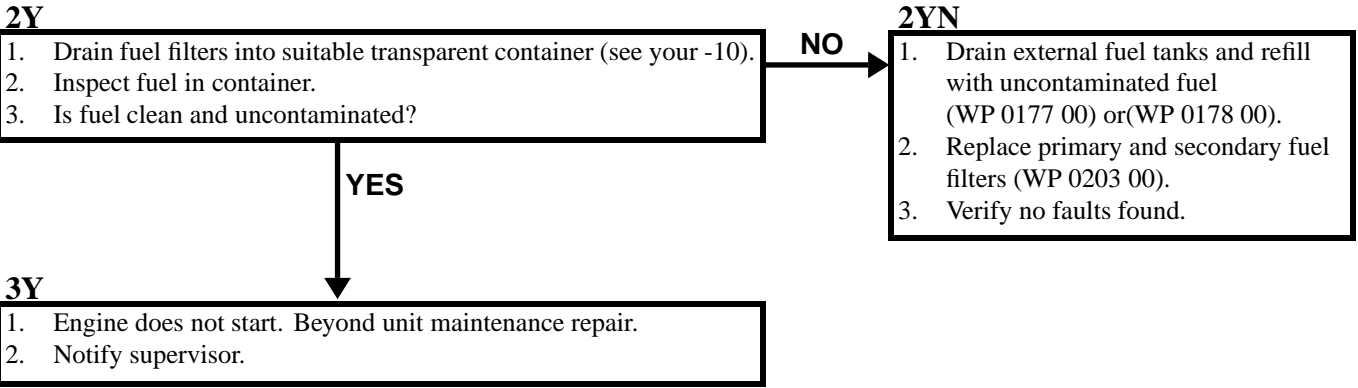 2Y
1. Drain fuel filters into suitable transparent container (see your -10).
2. Inspect fuel in container.
3. Is fuel clean and uncontaminated?
NO
2YN
1. Drain external fuel tanks and refill
with uncontaminated fuel
(WP 0177 00) or(WP 0178 00).
2. Replace primary and secondary fuel
filters (WP 0203 00).
3. Verify no faults found.
YES
3Y
1. Engine does not start. Beyond unit maintenance repair.
2. Notify supervisor.